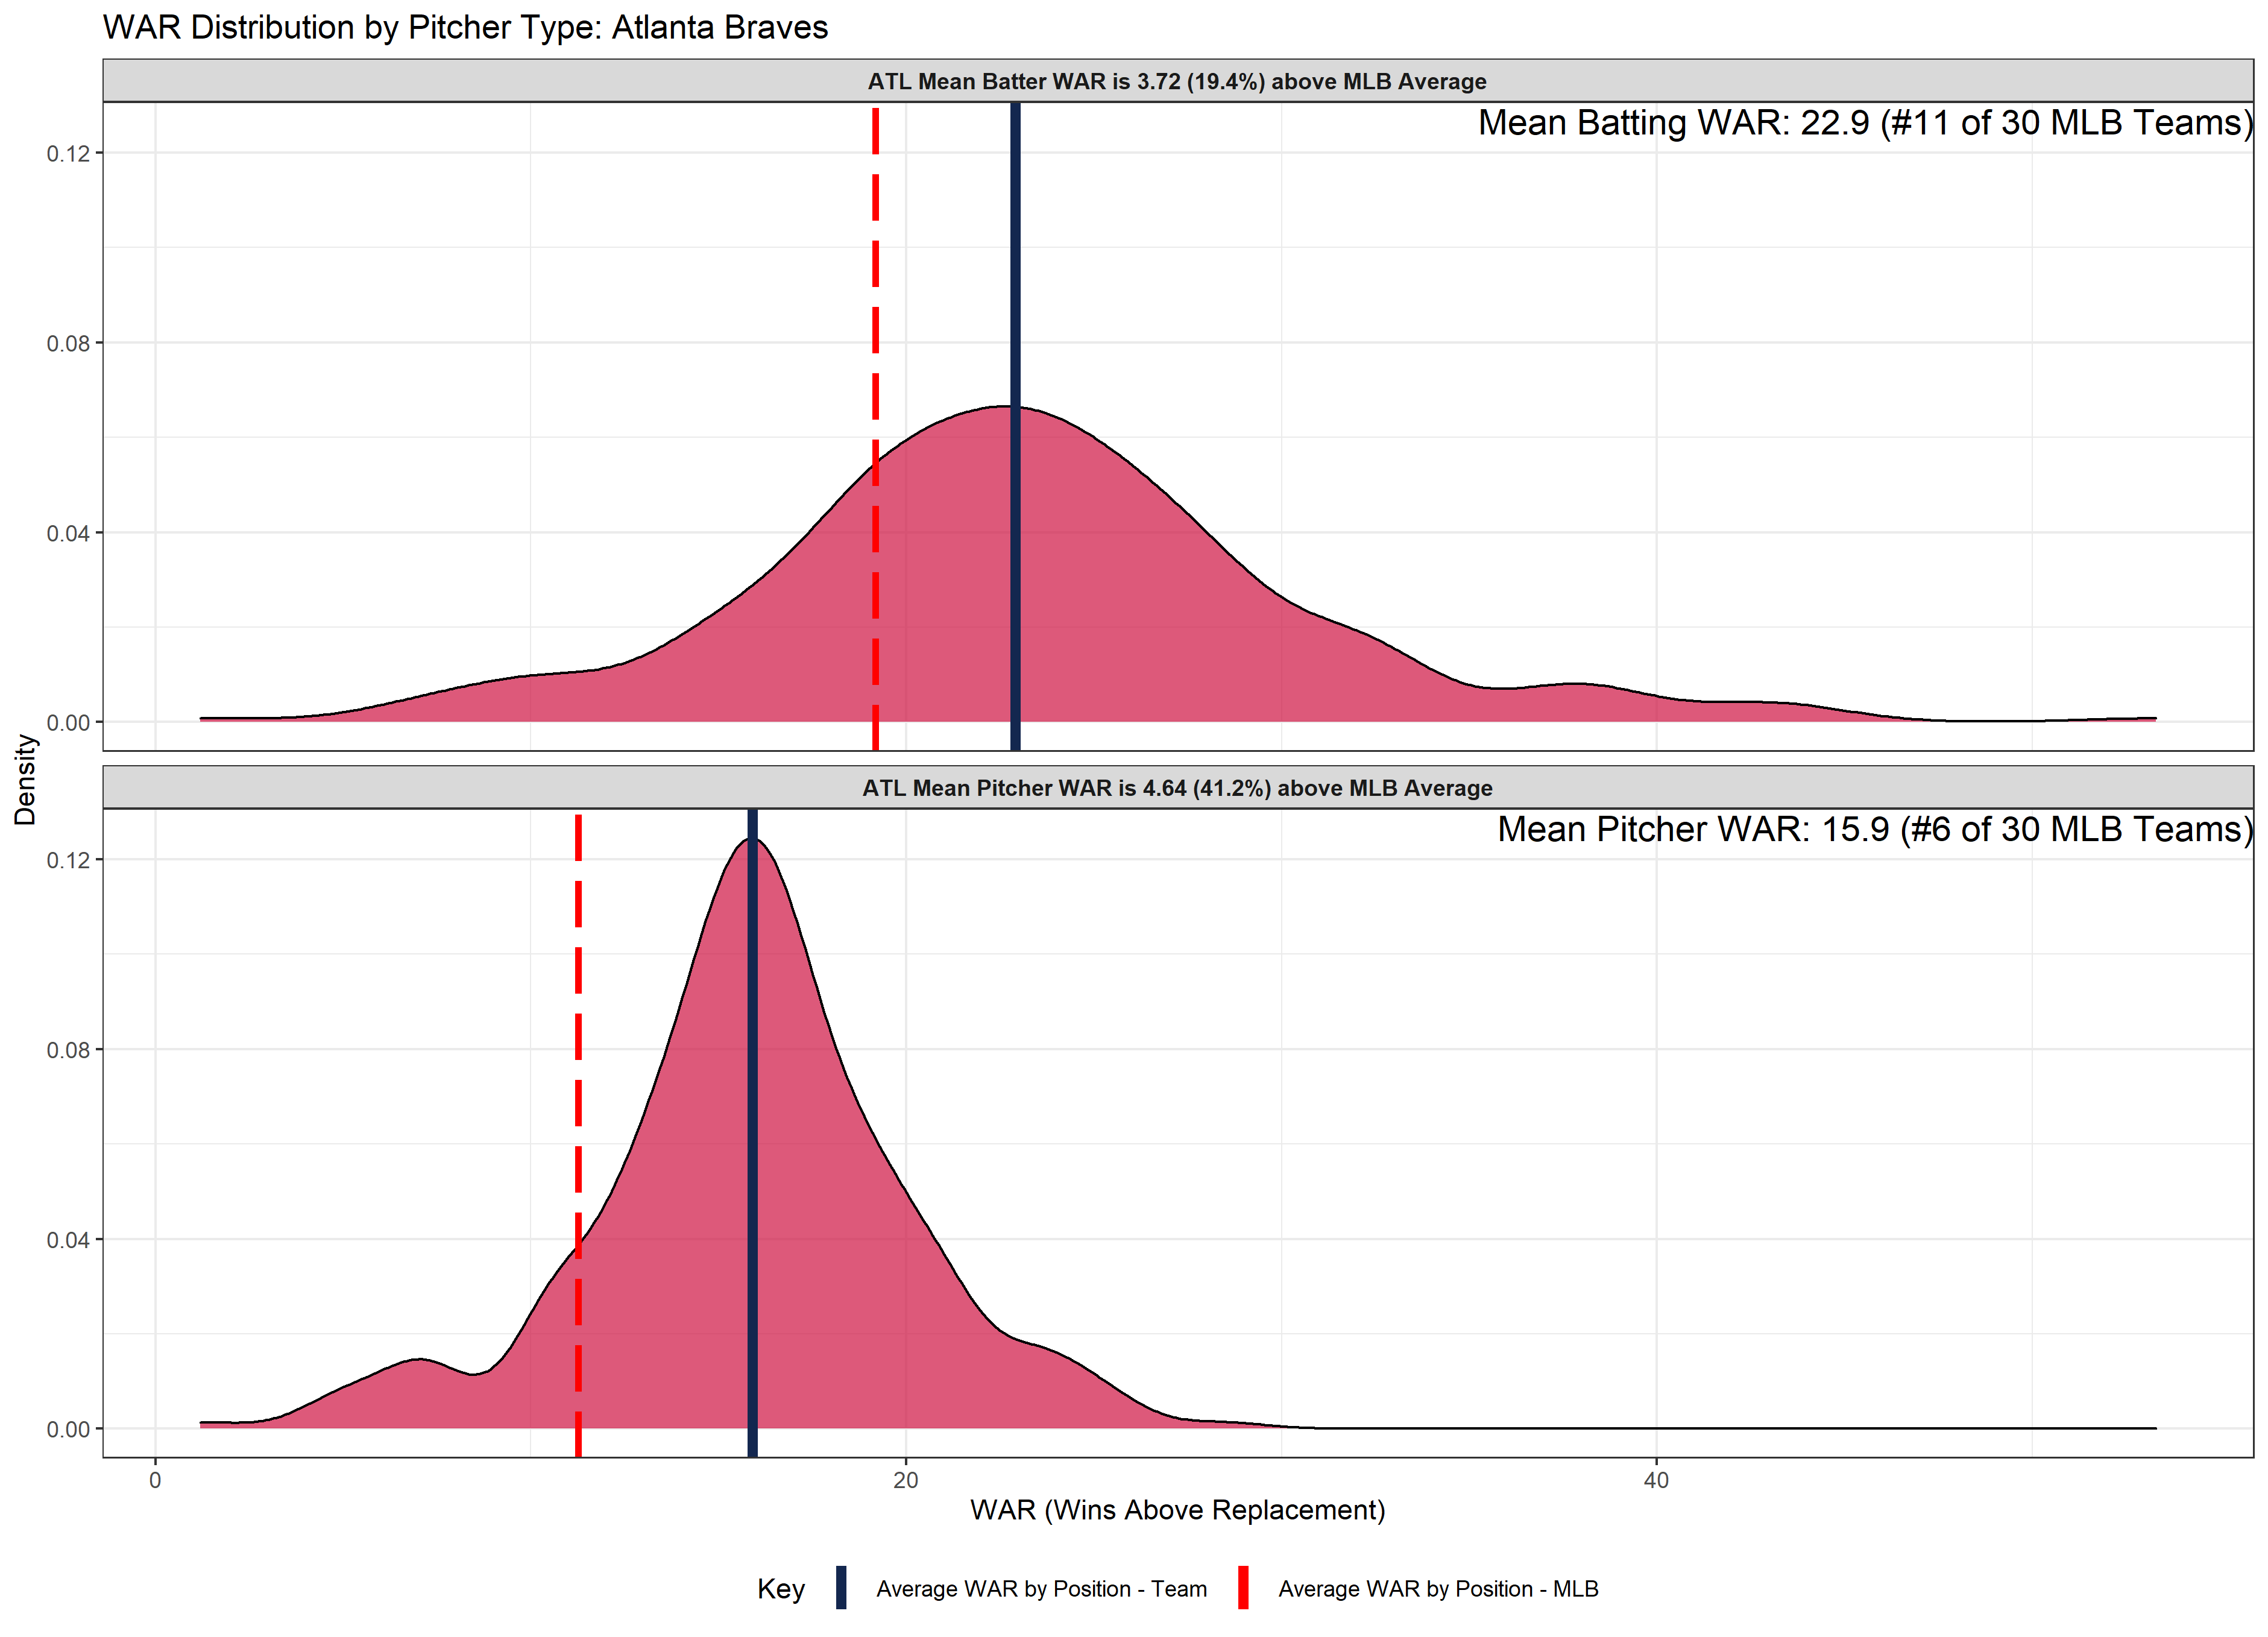 WAR Distribution by Pitcher Type: Atlanta Braves
ATL Mean Batter WAR is 3.72 (19.4%) above MLB Average
Mean Batting WAR: 22.9 (#11 of 30 MLB Teams)
0.12
0.08
0.04
0.00
Density
ATL Mean Pitcher WAR is 4.64 (41.2%) above MLB Average
Mean Pitcher WAR: 15.9 (#6 of 30 MLB Teams)
0.12
0.08
0.04
0.00
0 20 40
WAR (Wins Above Replacement)
Key Average WAR by Position - Team Average WAR by Position - MLB